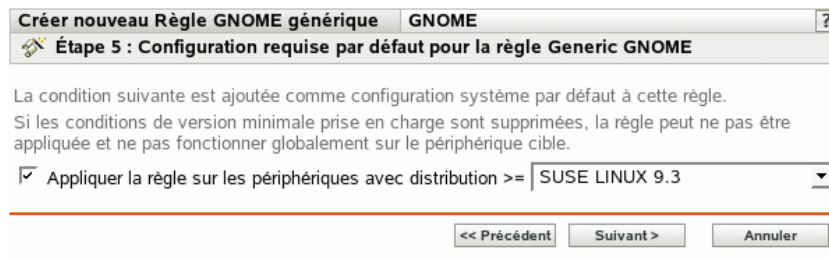 Créer nouveau Règle GNOME générique GNOME ?
Étape 5 : Configuration requise par défaut pour la règle Generic GNOME
La condition suivante est ajoutée comme configuration système par défaut à cette règle.
Si les conditions de version minimale prise en charge sont supprimées, la règle peut ne pas être
appliquée et ne pas fonctionner globalement sur le périphérique cible.
Appliquer la règle sur les périphériques avec distribution >= SUSE LINUX 9.3
<< Précédent Suivant > Annuler